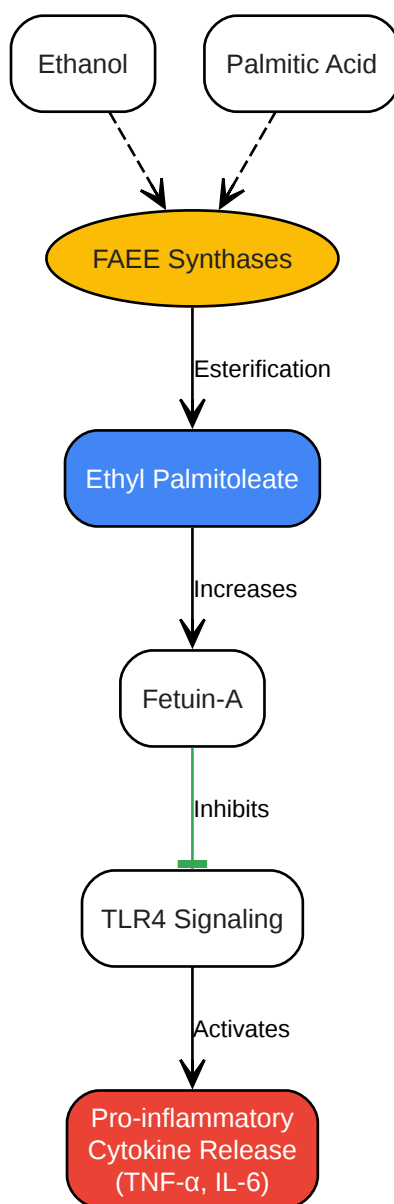 Ethanol
Palmitic Acid
FAEE Synthases
Esterification
Ethyl Palmitoleate
Increases
Fetuin-A
Inhibits
TLR4 Signaling
Activates
Pro-inflammatory
Cytokine Release
(TNF-α, IL-6)